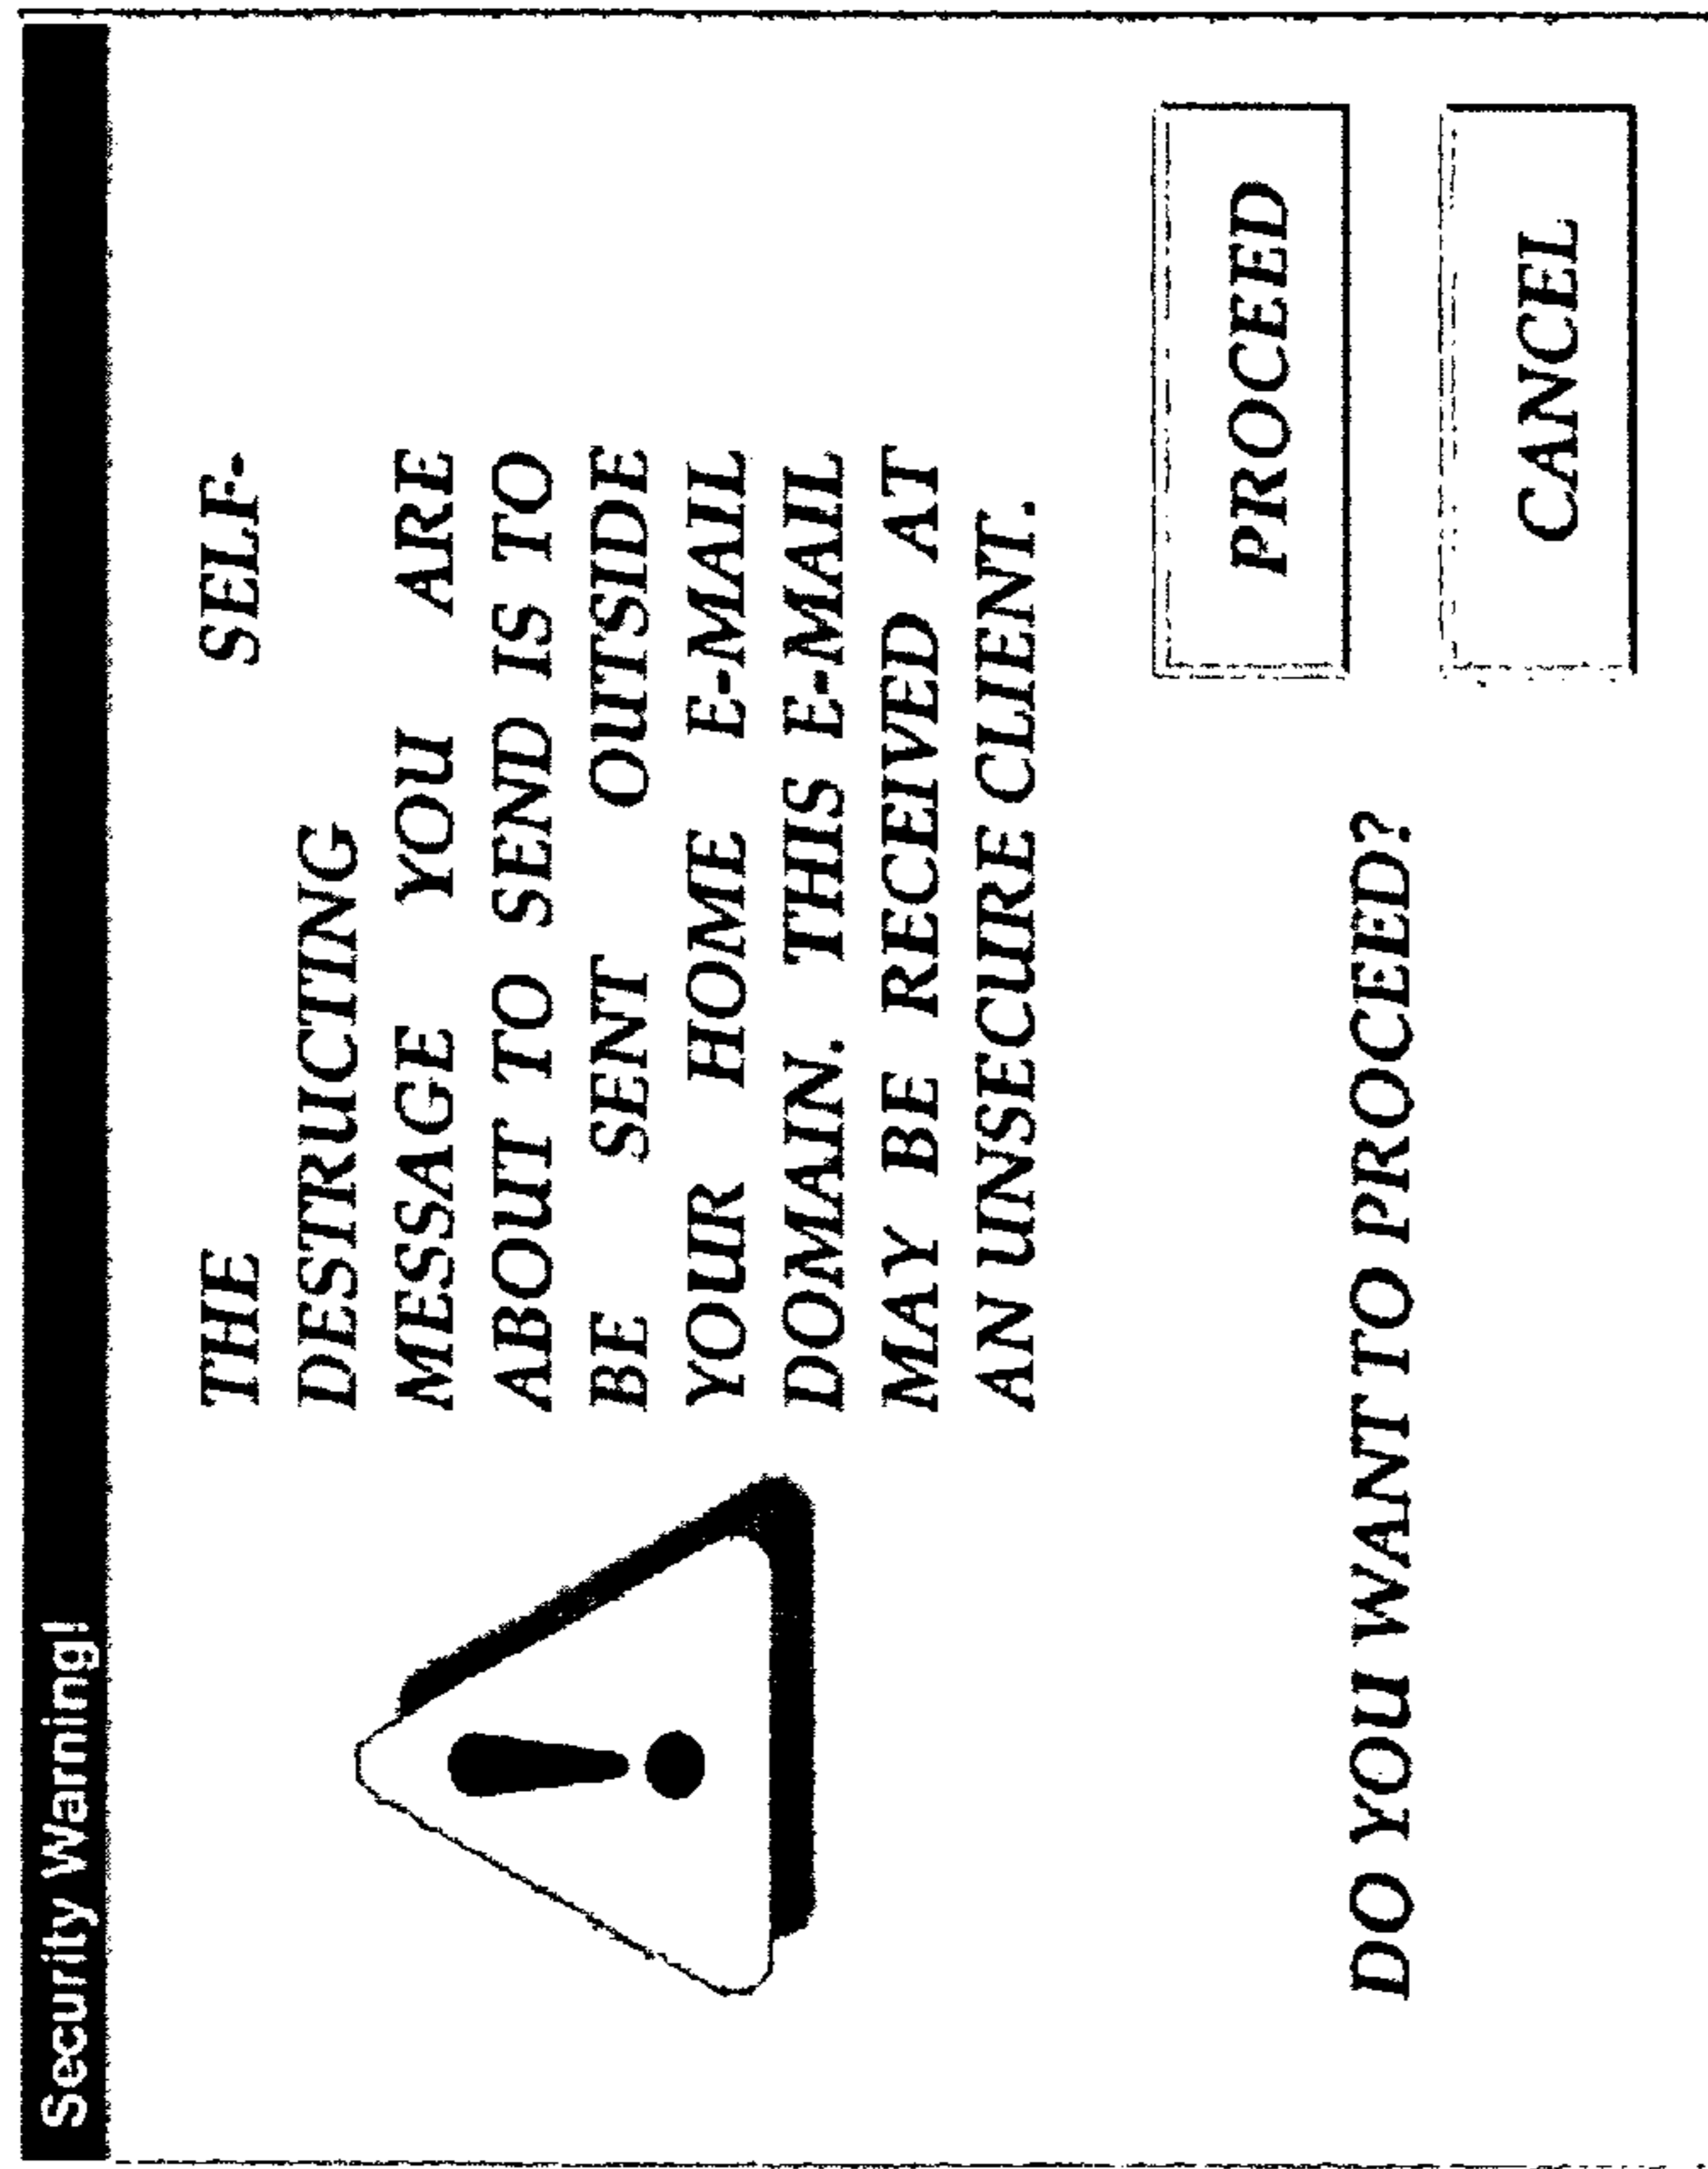 Security Warning!
THE SELF-
DESTRUCTING
MESSAGE YOU ARE
ABOUT TO SEND IS TO
BE SENT OUTSIDE
YOUR HOME E-MAIL
DOMAIN. THIS E-MAIL
MAY BE RECEIVED AT
AN UNSECURE CLIENT.
DO YOU WANT TO PROCEED?
PROCEED
CANCEL